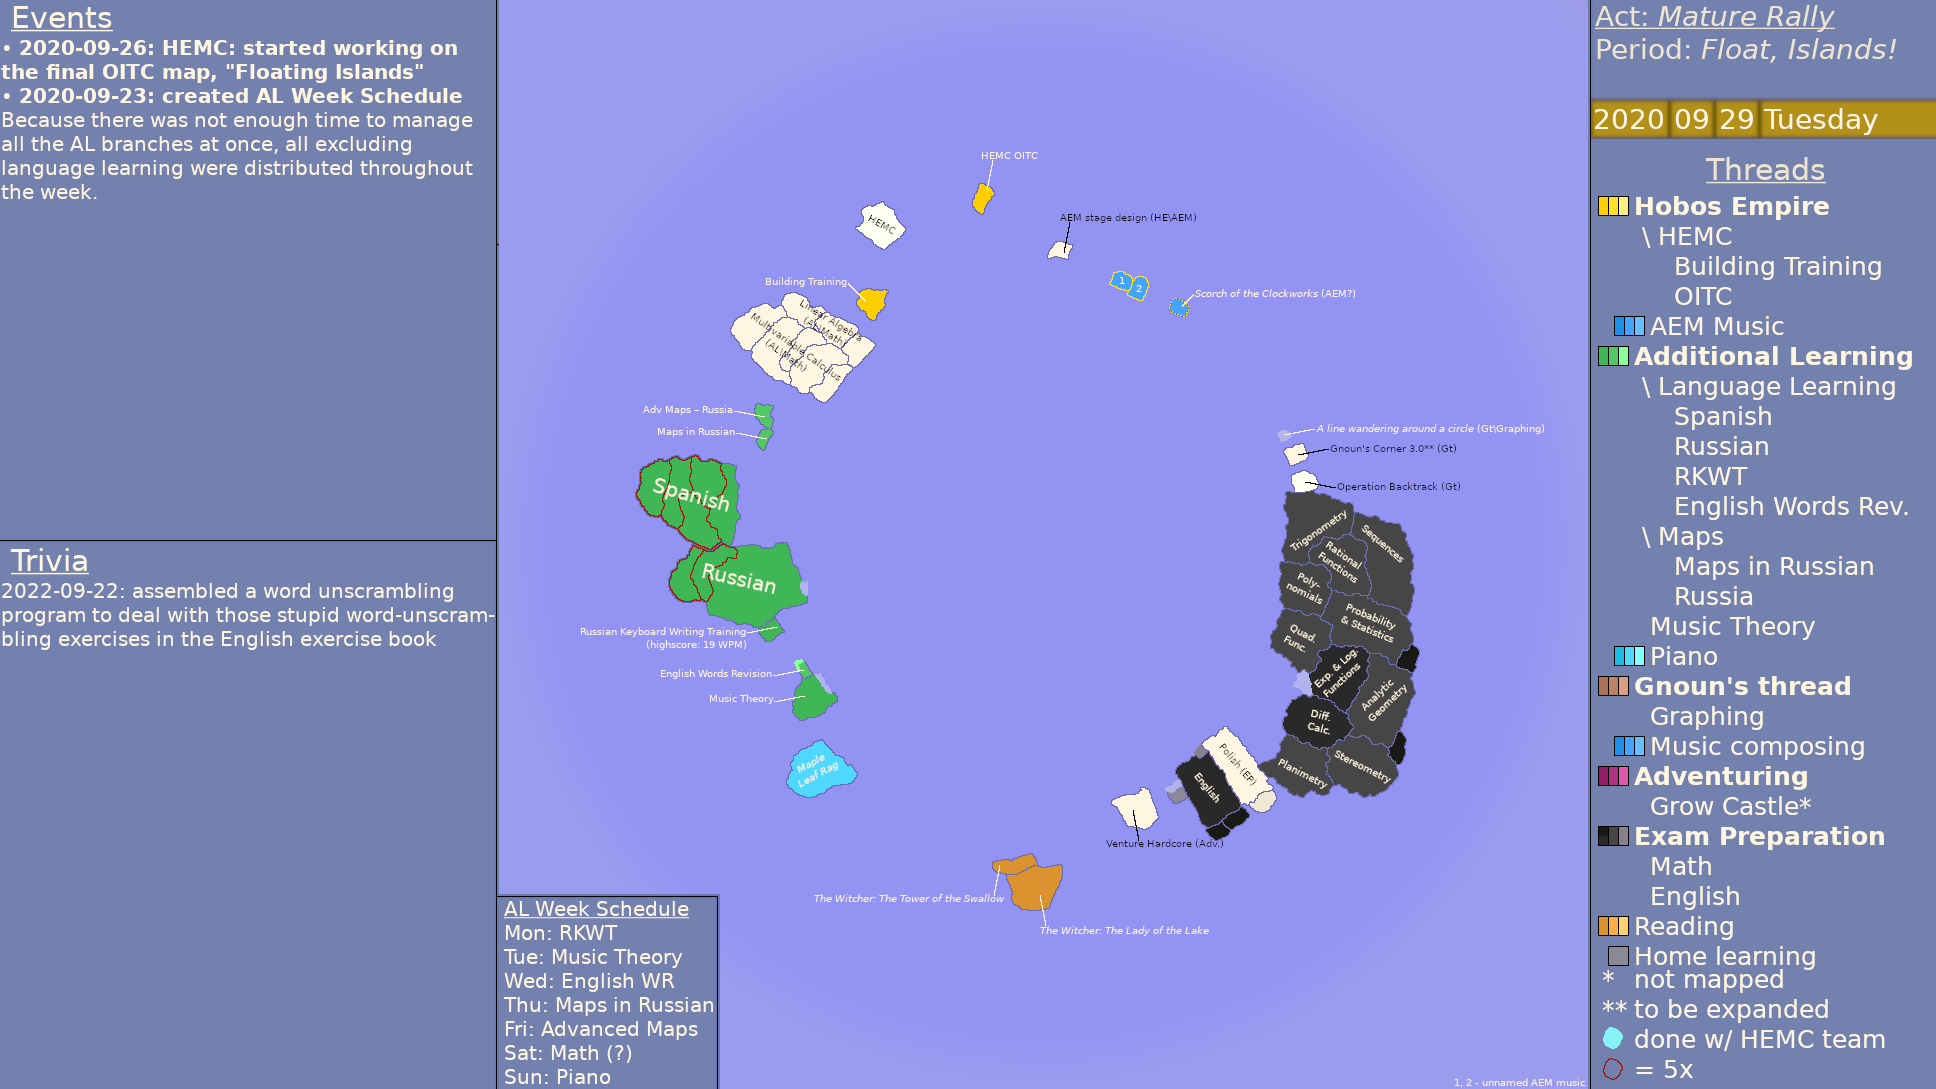 Events
• 2020-09-26: HEMC: started working on
the final OITC map, "Floating Islands"
• 2020-09-23: created AL Week Schedule
Because there was not enough time to manage
all the AL branches at once, all excluding
language learning were distributed throughout
the week.
Trivia
2022-09-22: assembled a word unscrambling
program to deal with those stupid word-unscram-
bling exercises in the English exercise book
HEMC OITC
HEMC
AEM stage design (HE\AEM)
1
2
Building Training
Scorch of the Clockworks (AEM?)
Linear Algebra
(AL\Math)
Multivariable Calculus
(AL\Math)
Adv Maps – Russia
Maps in Russian
A line wandering around a circle (Gt\Graphing)
Gnoun's Corner 3.0** (Gt)
Operation Backtrack (Gt)
Spanish
Russian
Trigonometry
Sequences
Rational
Functions
Poly-
nomials
Probability
& Statistics
Quad.
Func.
Exp. & Log.
Functions
Analytic
Geometry
Diff.
Calc.
Planimetry
Stereometry
Russian Keyboard Writing Training
(highscore: 19 WPM)
English Words Revision
Music Theory
Maple
Leaf Rag
Polish (EP)
English
Venture Hardcore (Adv.)
The Witcher: The Tower of the Swallow
The Witcher: The Lady of the Lake
AL Week Schedule
Mon: RKWT
Tue: Music Theory
Wed: English WR
Thu: Maps in Russian
Fri: Advanced Maps
Sat: Math (?)
Sun: Piano
1, 2 - unnamed AEM music
Act: Mature Rally
Period: Float, Islands!
2020 09 29 Tuesday
Threads
Hobos Empire
\ HEMC
Building Training
OITC
AEM Music
Additional Learning
\ Language Learning
Spanish
Russian
RKWT
English Words Rev.
\ Maps
Maps in Russian
Russia
Music Theory
Piano
Gnoun's thread
Graphing
Music composing
Adventuring
Grow Castle*
Exam Preparation
Math
English
Reading
Home learning
* not mapped
** to be expanded
done w/ HEMC team
= 5x